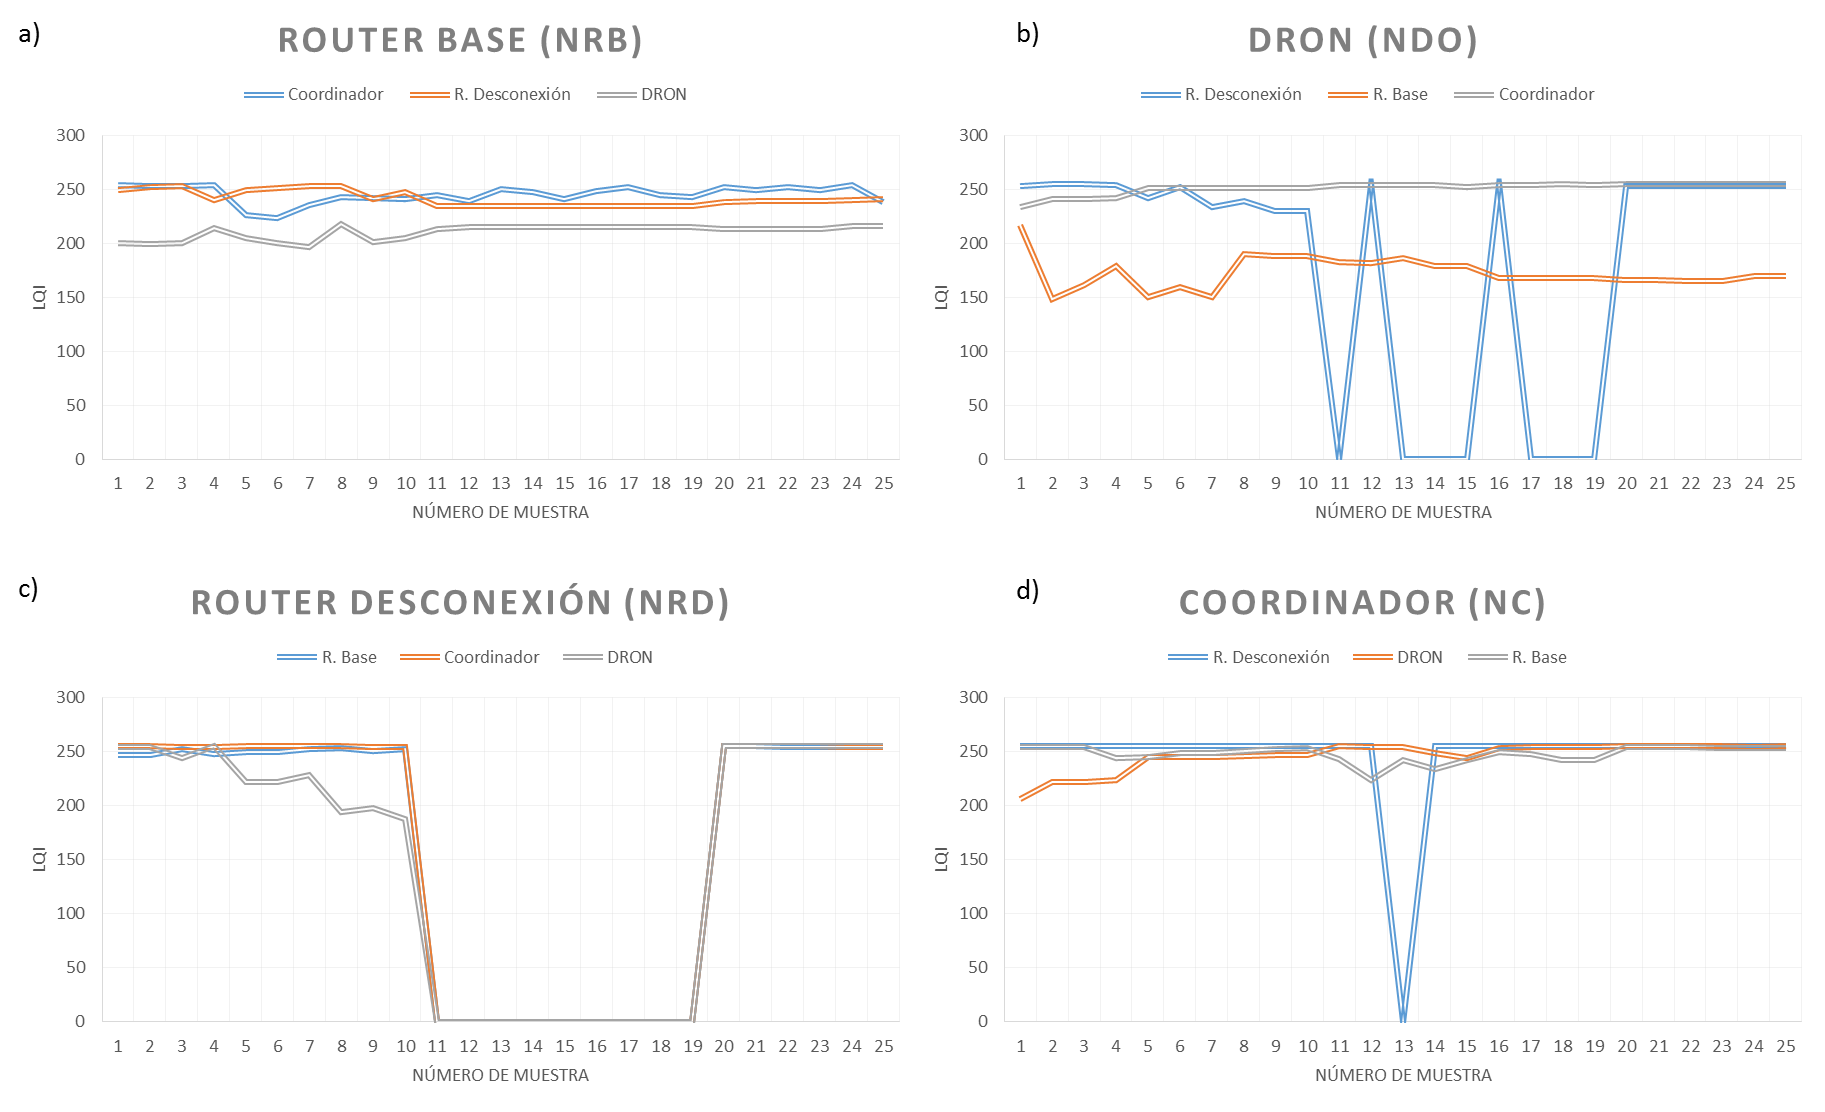 a)
ROUTER BASE (NRB)
Coordinador R. Desconexión DRON
300
250
200
150
100
50
0
LQI
1 2 3 4 5 6 7 8 9 10 11 12 13 14 15 16 17 18 19 20 21 22 23 24 25
NÚMERO DE MUESTRA
b)
DRON (NDO)
R. Desconexión R. Base Coordinador
300
250
200
150
100
50
0
LQI
1 2 3 4 5 6 7 8 9 10 11 12 13 14 15 16 17 18 19 20 21 22 23 24 25
NÚMERO DE MUESTRA
c)
ROUTER DESCONEXIÓN (NRD)
R. Base Coordinador DRON
300
250
200
150
100
50
0
LQI
1 2 3 4 5 6 7 8 9 10 11 12 13 14 15 16 17 18 19 20 21 22 23 24 25
NÚMERO DE MUESTRA
d)
COORDINADOR (NC)
R. Desconexión DRON R. Base
300
250
200
150
100
50
0
LQI
1 2 3 4 5 6 7 8 9 10 11 12 13 14 15 16 17 18 19 20 21 22 23 24 25
NÚMERO DE MUESTRA